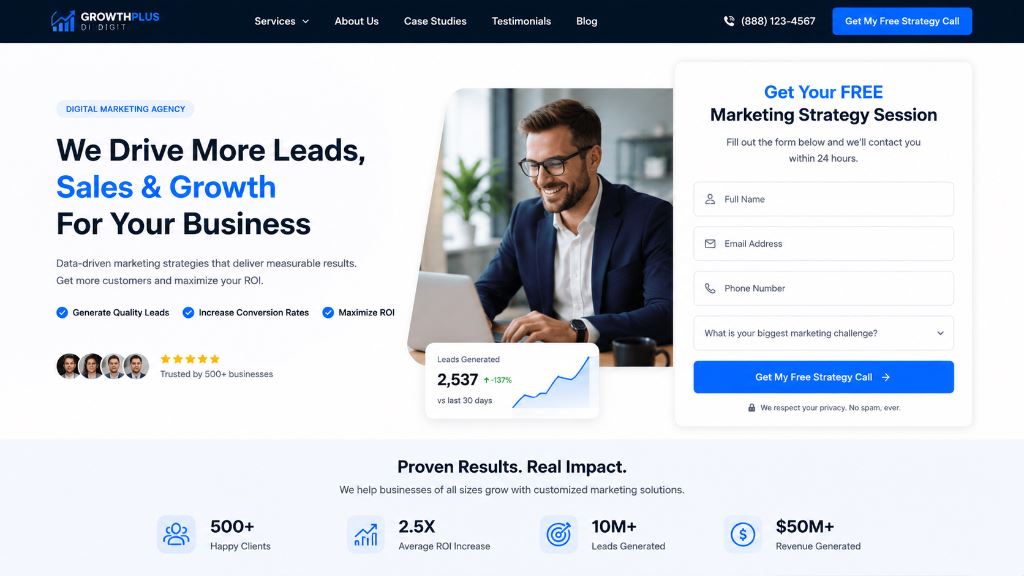 GROWTHPLUS
DI DIGIT
Services
About Us
Case Studies
Testimonials
Blog
(888) 123-4567
Get My Free Strategy Call
DIGITAL MARKETING AGENCY
We Drive More Leads,
Sales & Growth
For Your Business
Data-driven marketing strategies that deliver measurable results.
Get more customers and maximize your ROI.
Generate Quality Leads
Increase Conversion Rates
Maximize ROI
Trusted by 500+ businesses
Leads Generated
2,537 -137%
vs last 30 days
Get Your FREE
Marketing Strategy Session
Fill out the form below and we'll contact you
within 24 hours.
Full Name
Email Address
Phone Number
What is your biggest marketing challenge?
Get My Free Strategy Call
We respect your privacy. No spam, ever.
Proven Results. Real Impact.
We help businesses of all sizes grow with customized marketing solutions.
500+
Happy Clients
2.5X
Average ROI Increase
10M+
Leads Generated
$50M+
Revenue Generated